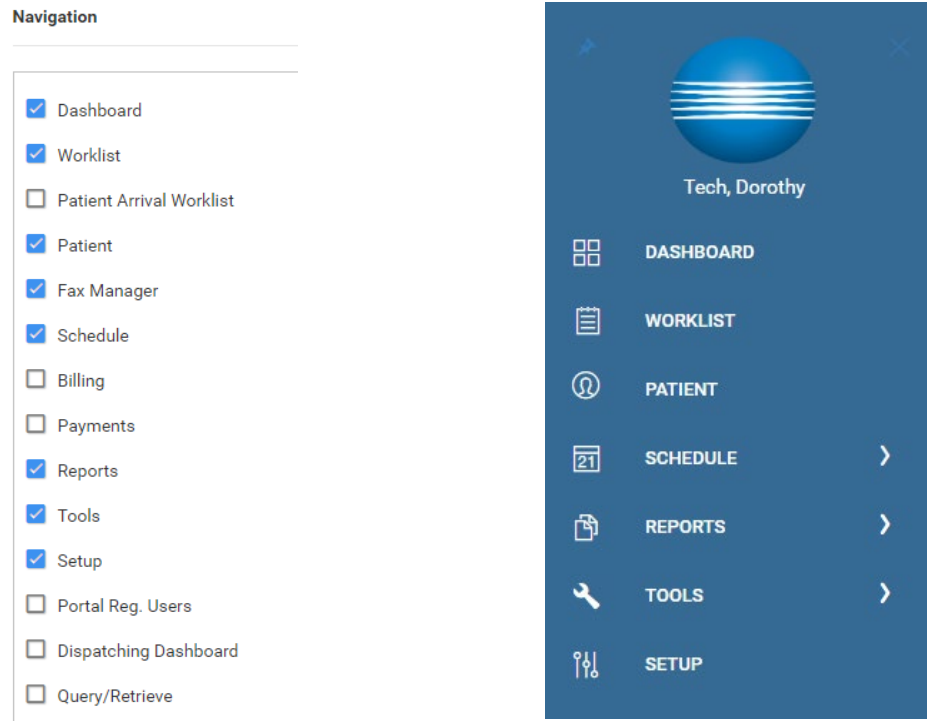 Navigation
Dashboard
Worklist
Patient Arrival Worklist
Patient
Fax Manager
Schedule
Billing
Payments
Reports
Tools
Setup
Portal Reg. Users
Dispatching Dashboard
Query/Retrieve
Tech, Dorothy
DASHBOARD
WORKLIST
PATIENT
21 SCHEDULE
REPORTS
TOOLS
SETUP